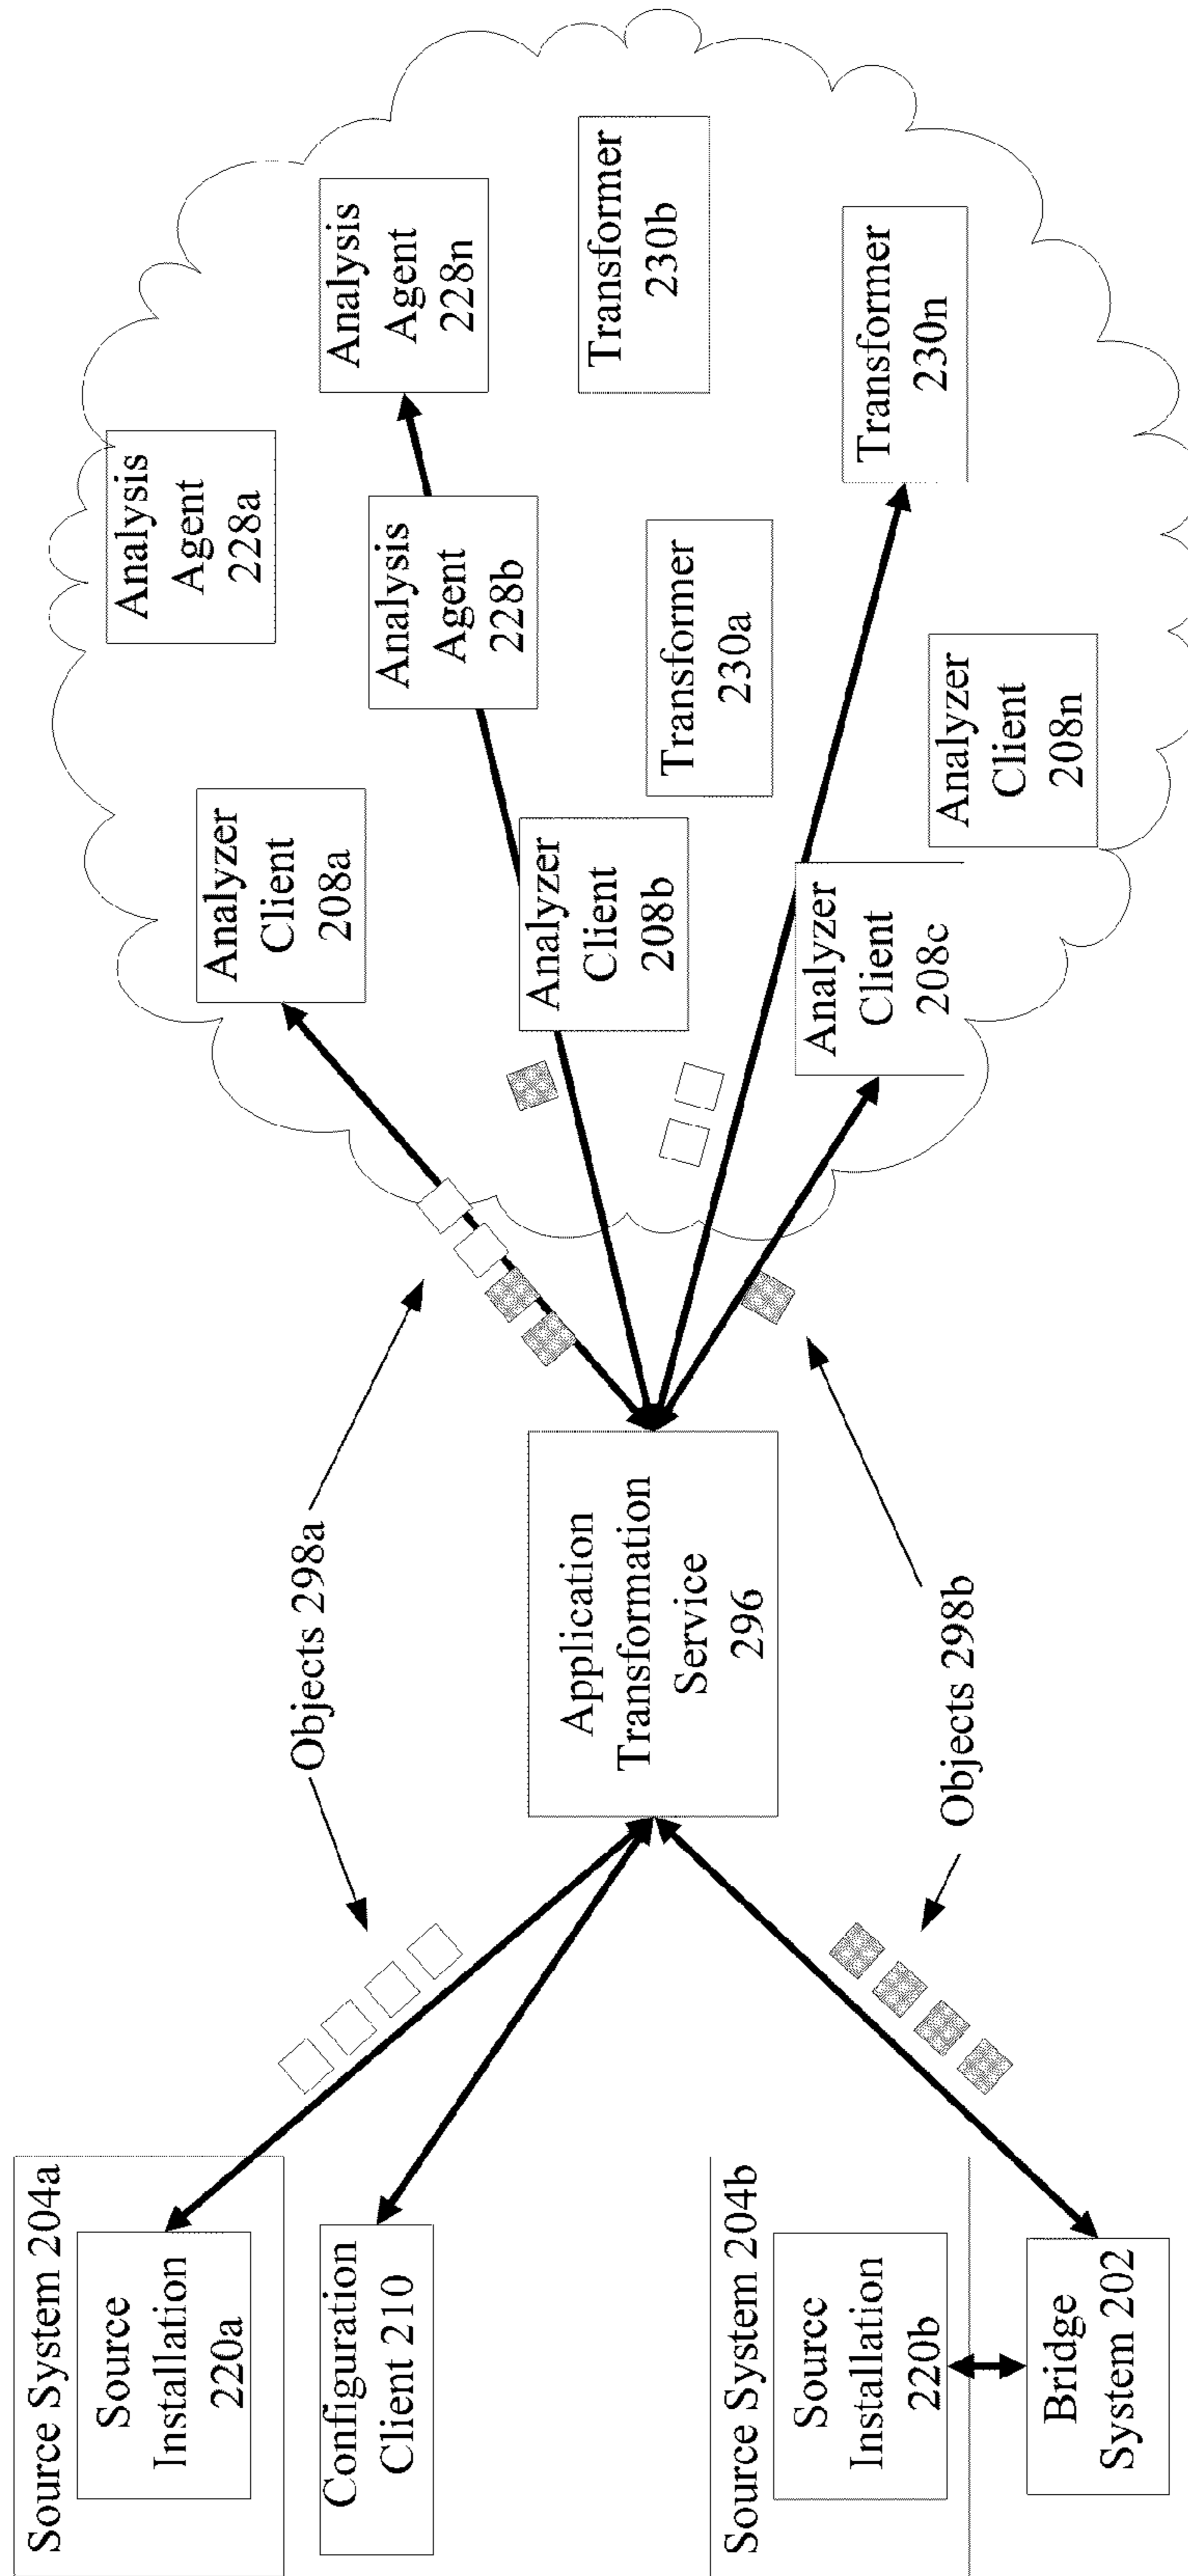 Source System 204a
Source
Installation
220a
Configuration
Client 210
Source System 204b
Sourcc
Installation
220b
Bridge
System 202
Objects 298a
Application
Transformation
Service
296
Objects 298b
Analyzer
Client
208a
Analyzer
Client
208b
Analyzer
Client
208c
Analyzer
Client
208n
Analysis
Agent
228a
Analysis
Agent
228b
Analysis
Agent
228n
Transformer
230a
Transformer
230b
Transformer
230n